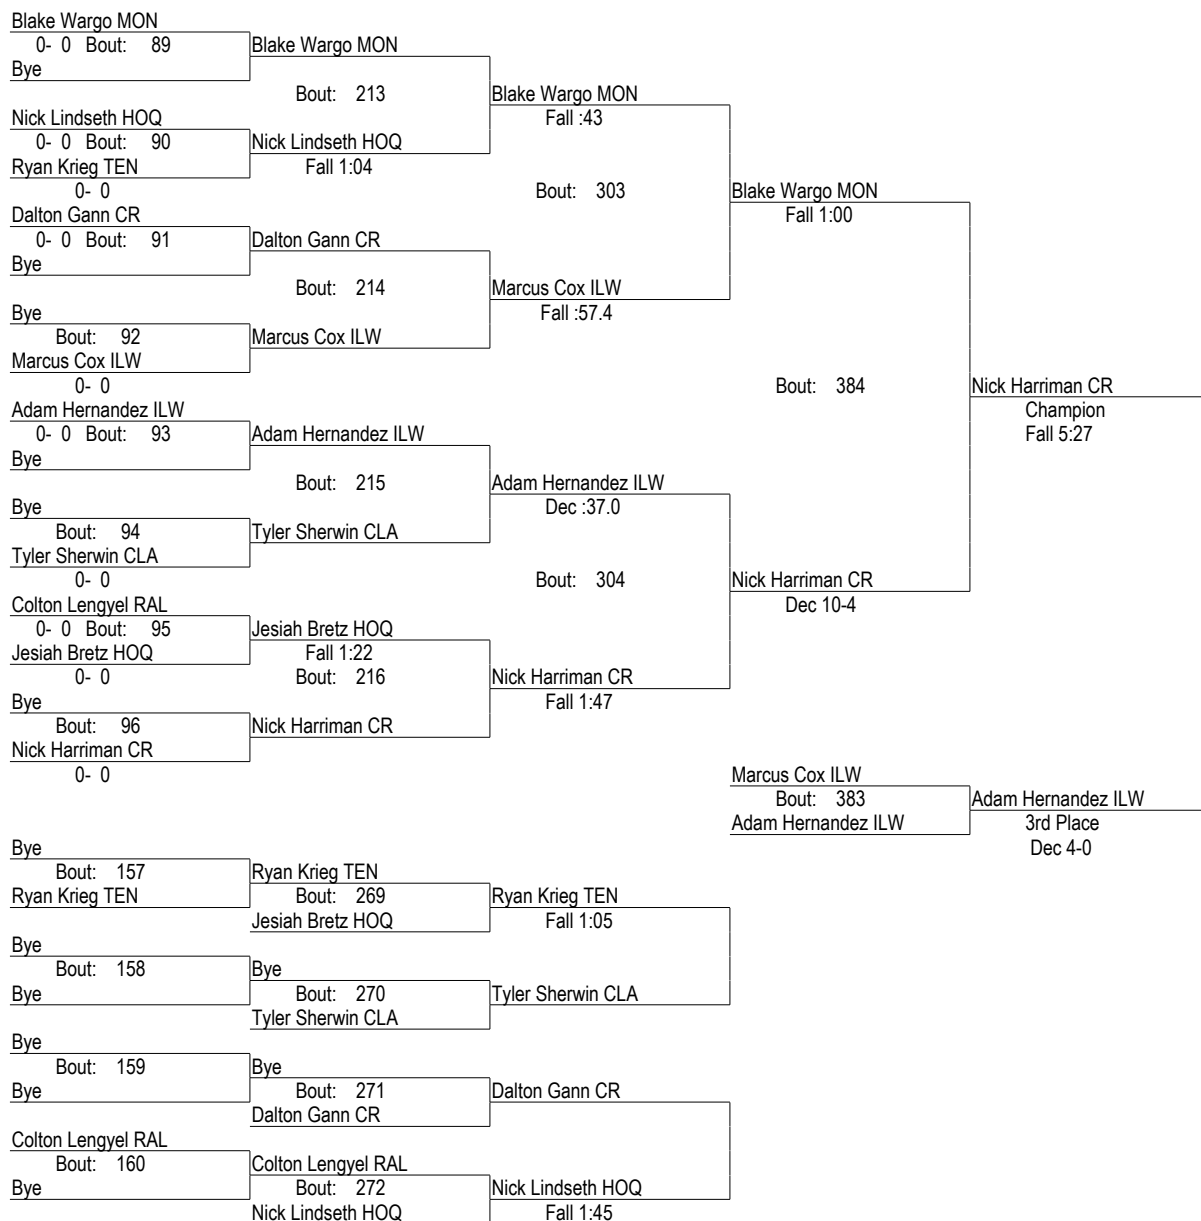 Blake Wargo MON
0- 0 Bout: 89 Blake Wargo MON
Bye
Bout: 213 Blake Wargo MON
Nick Lindseth HOQ Fall :43
0- 0 Bout: 90 Nick Lindseth HOQ
Ryan Krieg TEN Fall 1:04
0- 0 Bout: 303 Blake Wargo MON
Dalton Gann CR Fall 1:00
0- 0 Bout: 91 Dalton Gann CR
Bye
Bout: 214 Marcus Cox ILW
Bye Fall :57.4
Bout: 92 Marcus Cox ILW
Marcus Cox ILW
0- 0 Bout: 384 Nick Harriman CR
Adam Hernandez ILW Champion
0- 0 Bout: 93 Adam Hernandez ILW Fall 5:27
Bye
Bout: 215 Adam Hernandez ILW
Bye Dec :37.0
Bout: 94 Tyler Sherwin CLA
Tyler Sherwin CLA
0- 0 Bout: 304 Nick Harriman CR
Colton Lengyel RAL Dec 10-4
0- 0 Bout: 95 Jesiah Bretz HOQ
Jesiah Bretz HOQ Fall 1:22
0- 0 Bout: 216 Nick Harriman CR
Bye Fall 1:47
Bout: 96 Nick Harriman CR
Nick Harriman CR
0- 0 Marcus Cox ILW
Bout: 383 Adam Hernandez ILW
Adam Hernandez ILW 3rd Place
Bye Dec 4-0
Bout: 157 Ryan Krieg TEN
Ryan Krieg TEN Bout: 269 Ryan Krieg TEN
Jesiah Bretz HOQ Fall 1:05
Bye
Bout: 158 Bye
Bye Bout: 270 Tyler Sherwin CLA
Tyler Sherwin CLA
Bye
Bout: 159 Bye
Bye Bout: 271 Dalton Gann CR
Dalton Gann CR
Colton Lengyel RAL
Bout: 160 Colton Lengyel RAL
Bye Bout: 272 Nick Lindseth HOQ
Nick Lindseth HOQ Fall 1:45